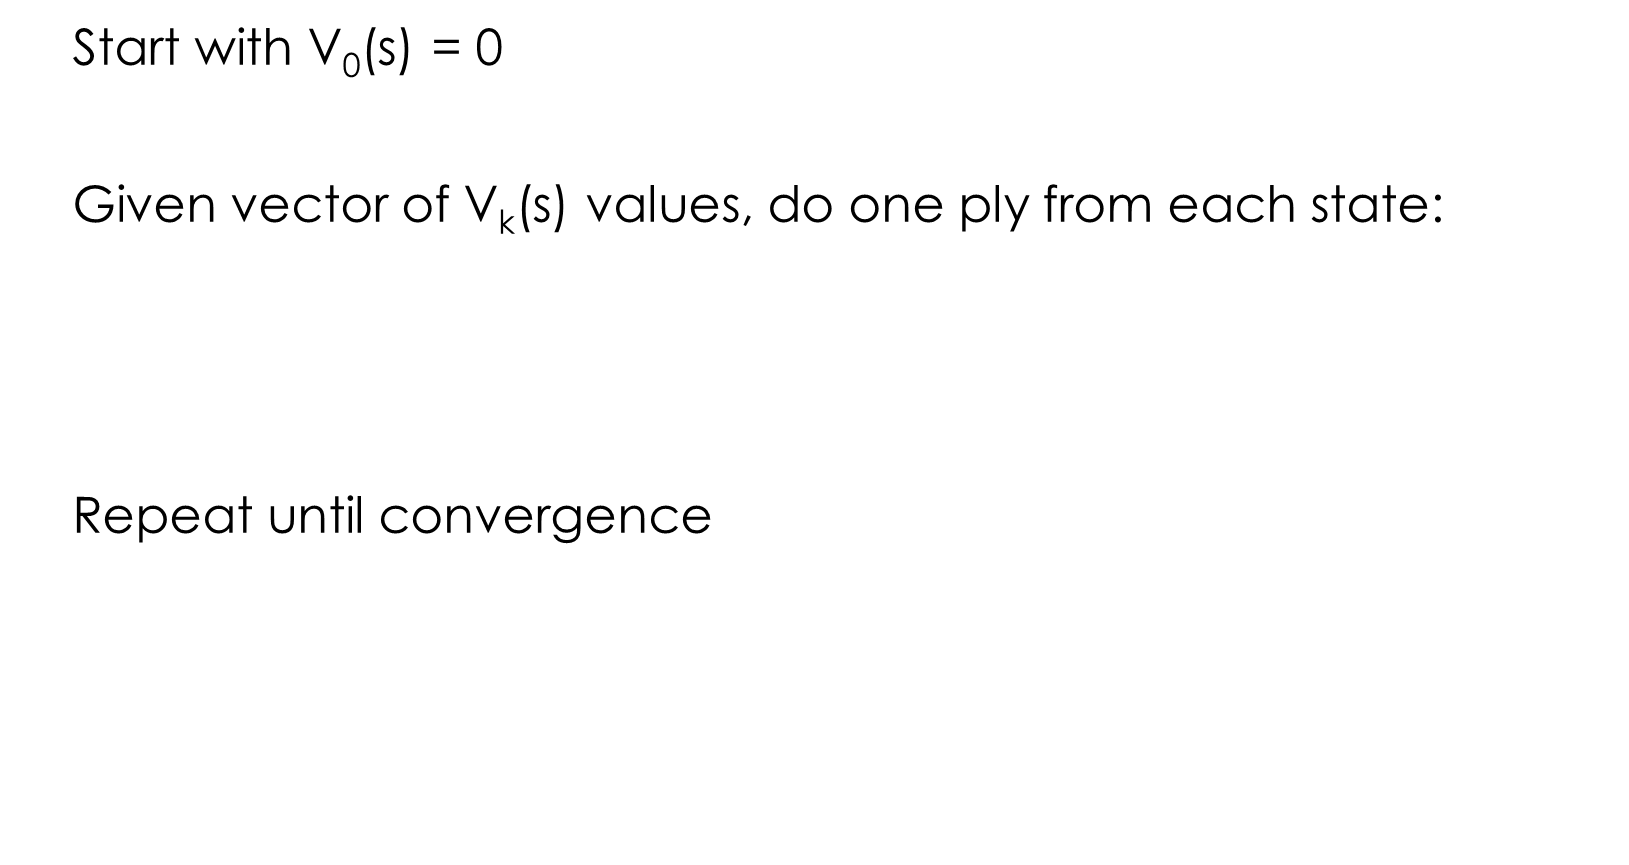 Start with V₀(s) = 0
Given vector of Vₖ(s) values, do one ply from each state:
Repeat until convergence